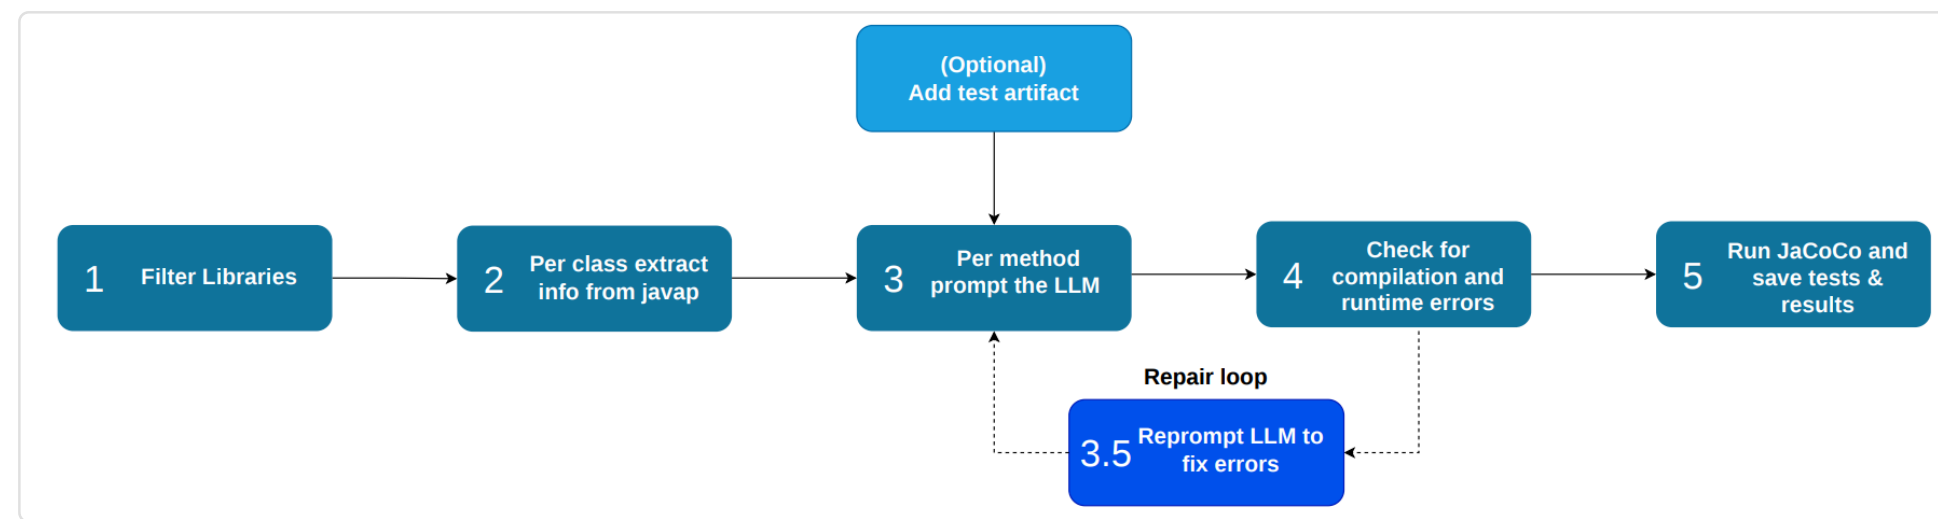 (Optional)
Add test artifact
1
Filter Libraries
2
Per class extract
info from javap
3
Per method
prompt the LLM
4
Check for
compilation and
runtime errors
5
Run JaCoCo and
save tests &
results
Repair loop
3.5
Reprompt LLM to
fix errors